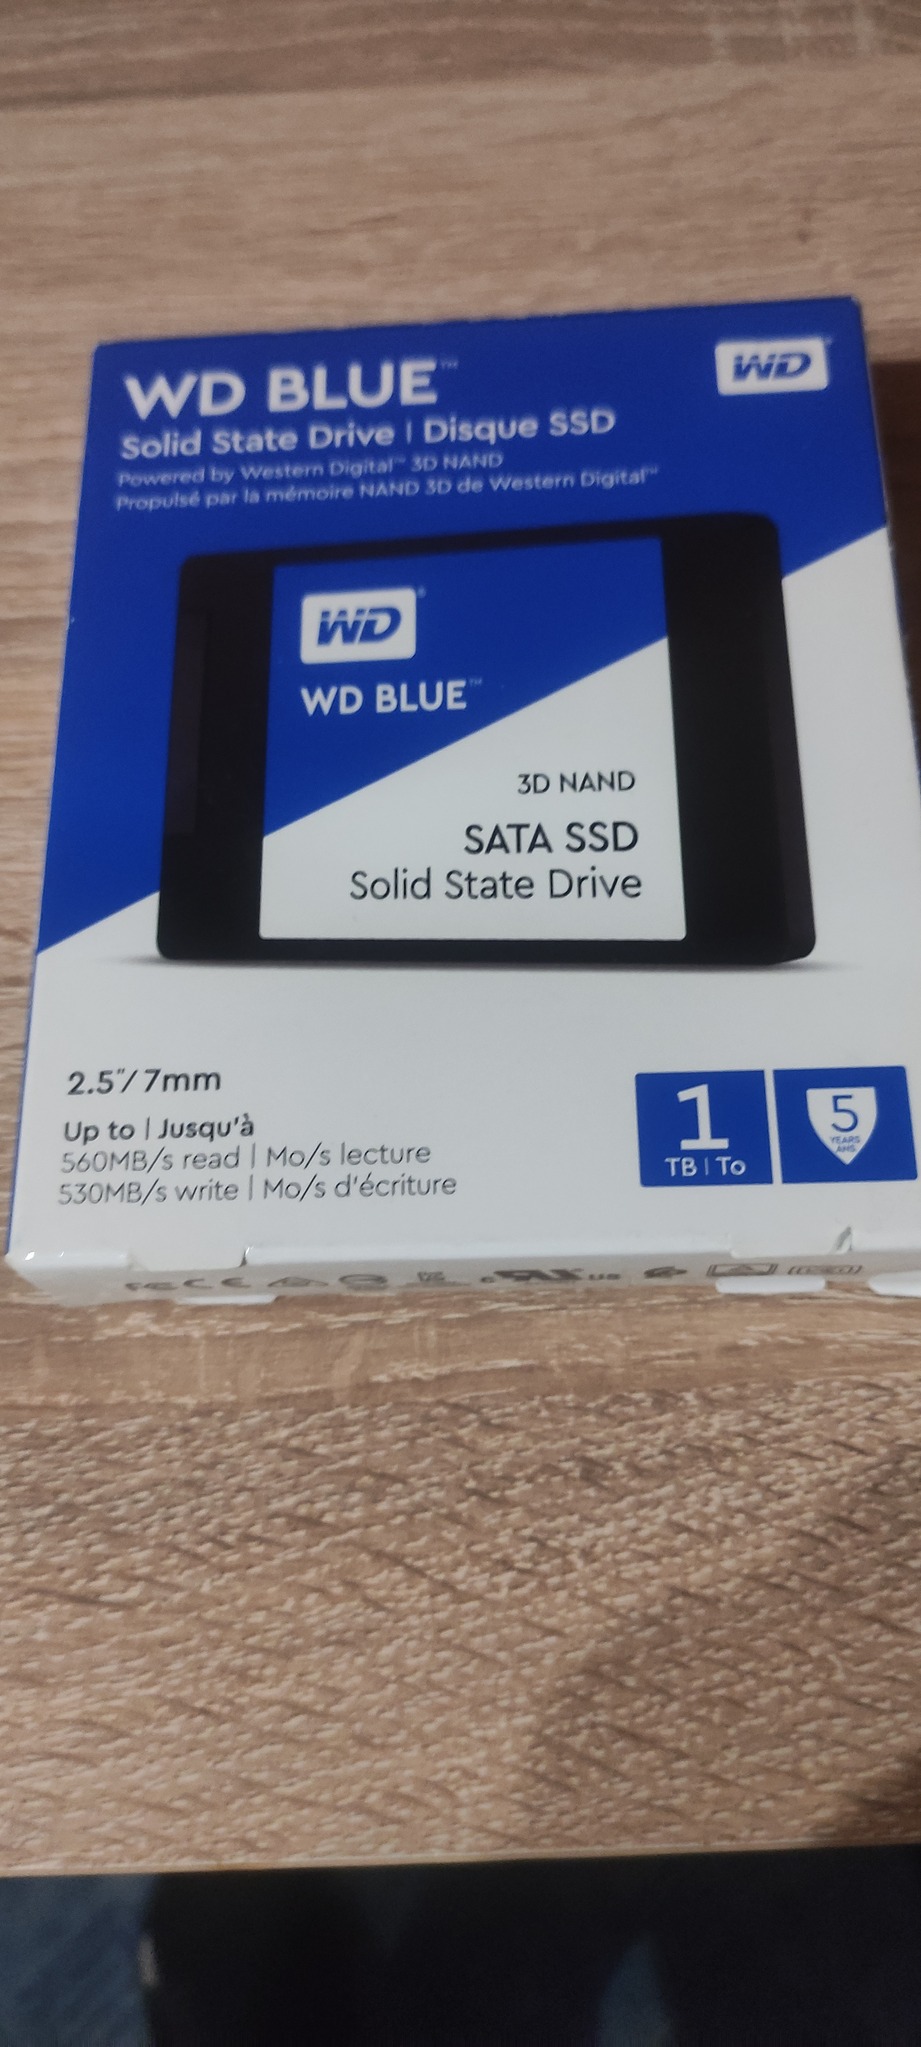 WD BLUE™
WD®
Solid State Drive | Disque SSD
Powered by Western Digital™ 3D NAND
Propulsé par la mémoire NAND 3D de Western Digital™
WD®
WD BLUE™
3D NAND
SATA SSD
Solid State Drive
2.5"/7mm
Up to | Jusqu'à
560MB/s read | Mo/s lecture
530MB/s write | Mo/s d'écriture
1
TB | To
5
YEARS
ANS